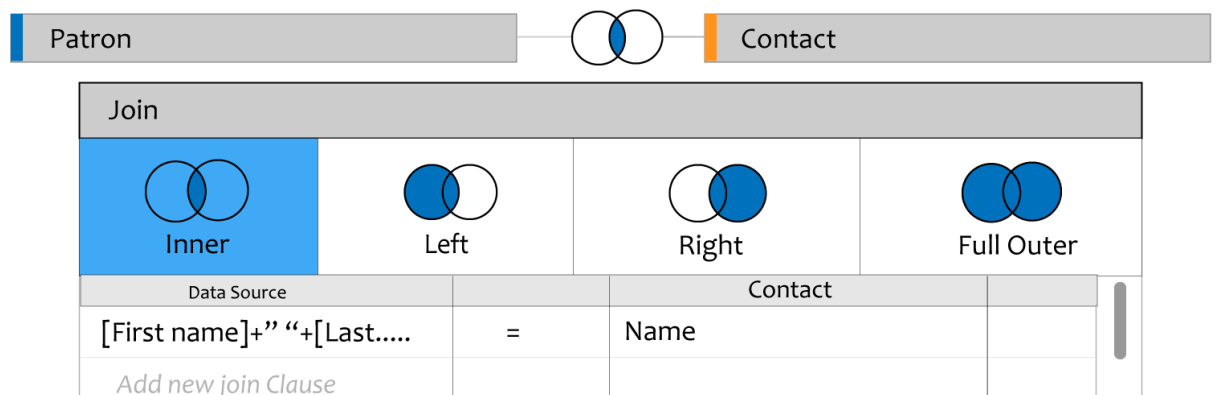 Patron
Contact
Join
Inner
Left
Right
Full Outer
Data Source
Contact
[First name]+” “+[Last.....
=
Name
Add new join Clause